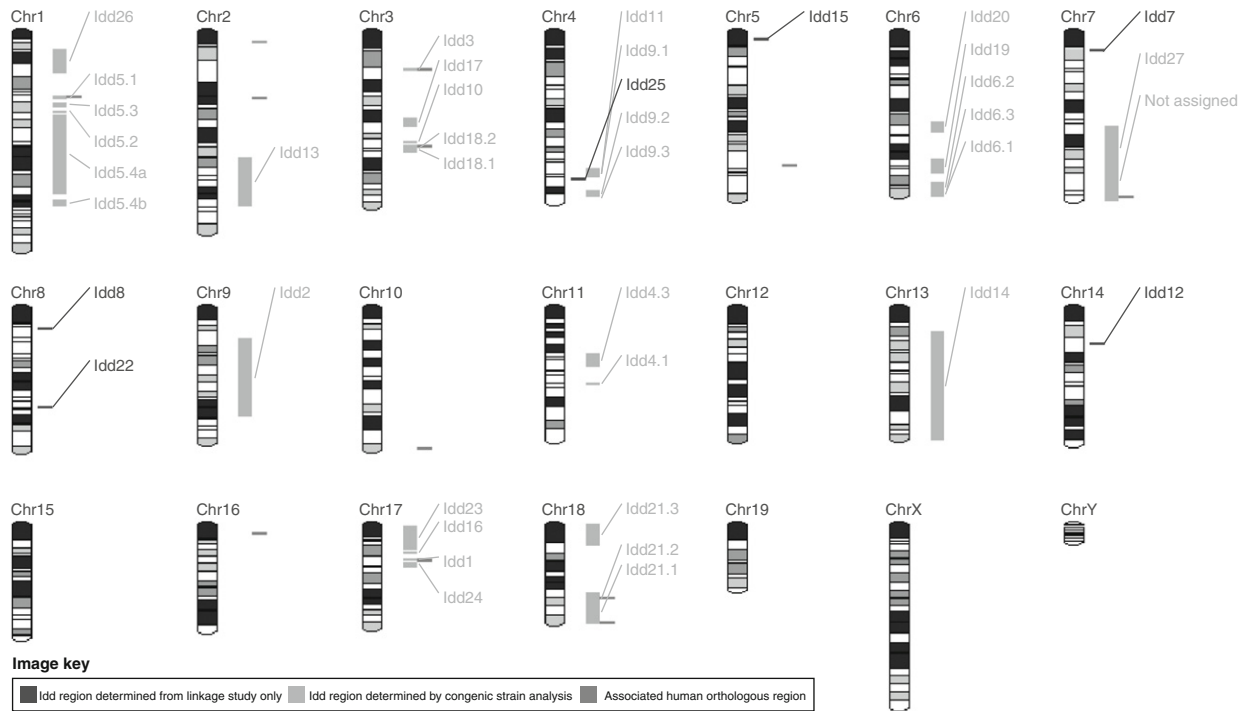 Chr1
Idd26
Idd5.1
Idd5.3
Idd5.2
Idd5.4a
Idd5.4b
Chr2
Idd13
Chr3
Idd3
Idd17
Idd10
Idd18.2
Idd18.1
Chr4
Idd11
Idd9.1
Idd25
Idd9.2
Idd9.3
Chr5
Idd15
Chr6
Idd20
Idd19
Idd6.2
Idd6.3
Idd6.1
Chr7
Idd7
Idd27
Not assigned
Chr8
Idd8
Idd22
Chr9
Idd2
Chr10
Chr11
Idd4.3
Idd4.1
Chr12
Chr13
Idd14
Chr14
Idd12
Chr15
Chr16
Chr17
Idd23
Idd16
Idd1
Idd24
Chr18
Idd21.3
Idd21.2
Idd21.1
Chr19
ChrX
ChrY
Image key
Idd region determined from linkage study only
Idd region determined by congenic strain analysis
Associated human orthologous region